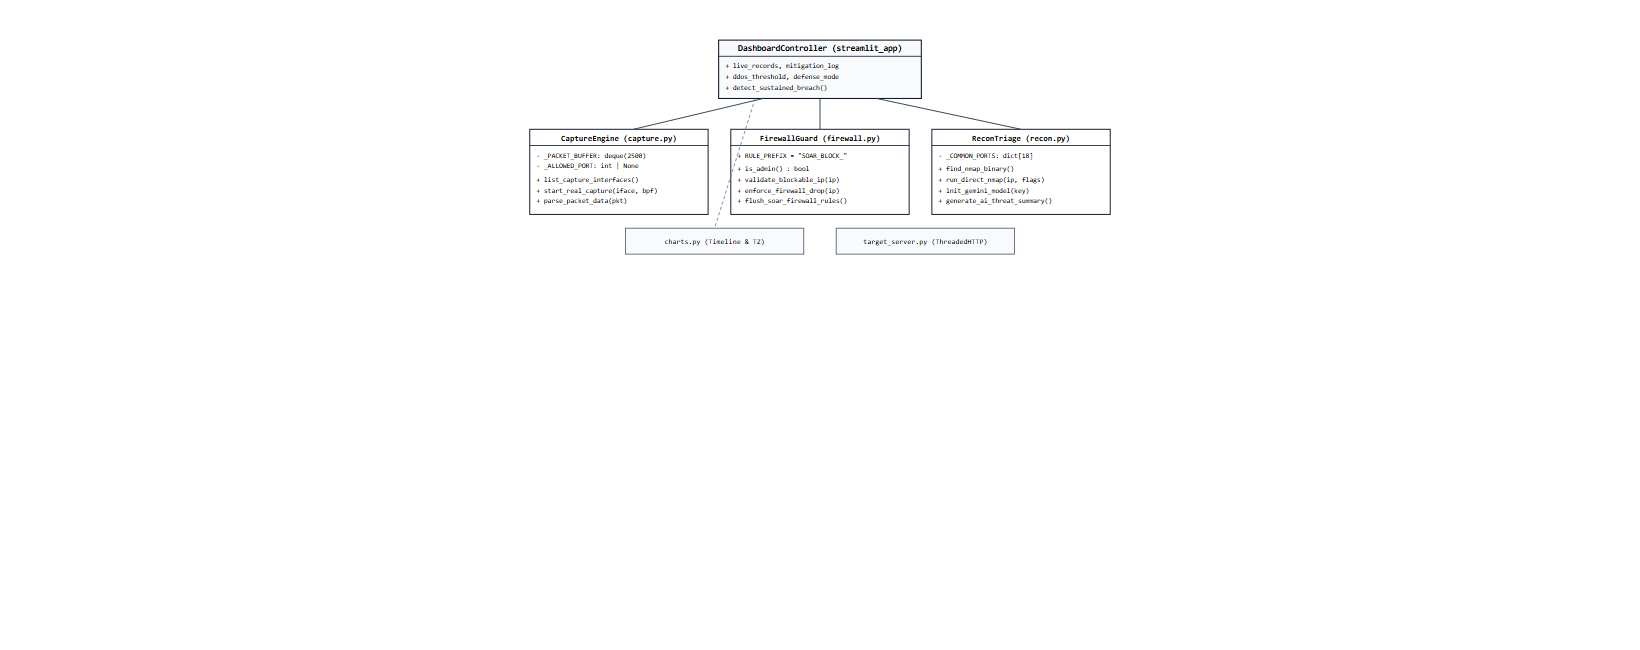 DashboardController (streamlit_app)
+ live_records, mitigation_log
+ ddos_threshold, defense_mode
+ detect_sustained_breach()
CaptureEngine (capture.py)
- _PACKET_BUFFER: deque(2500)
- _ALLOWED_PORT: int | None
+ list_capture_interfaces()
+ start_real_capture(iface, bpf)
+ parse_packet_data(pkt)
FirewallGuard (firewall.py)
+ RULE_PREFIX = "SOAR_BLOCK_"
+ is_admin() : bool
+ validate_blockable_ip(ip)
+ enforce_firewall_drop(ip)
+ flush_soar_firewall_rules()
ReconTriage (recon.py)
- _COMMON_PORTS: dict[18]
+ find_nmap_binary()
+ run_direct_nmap(ip, flags)
+ init_gemini_model(key)
+ generate_ai_threat_summary()
charts.py (Timeline & TZ)
target_server.py (ThreadedHTTP)